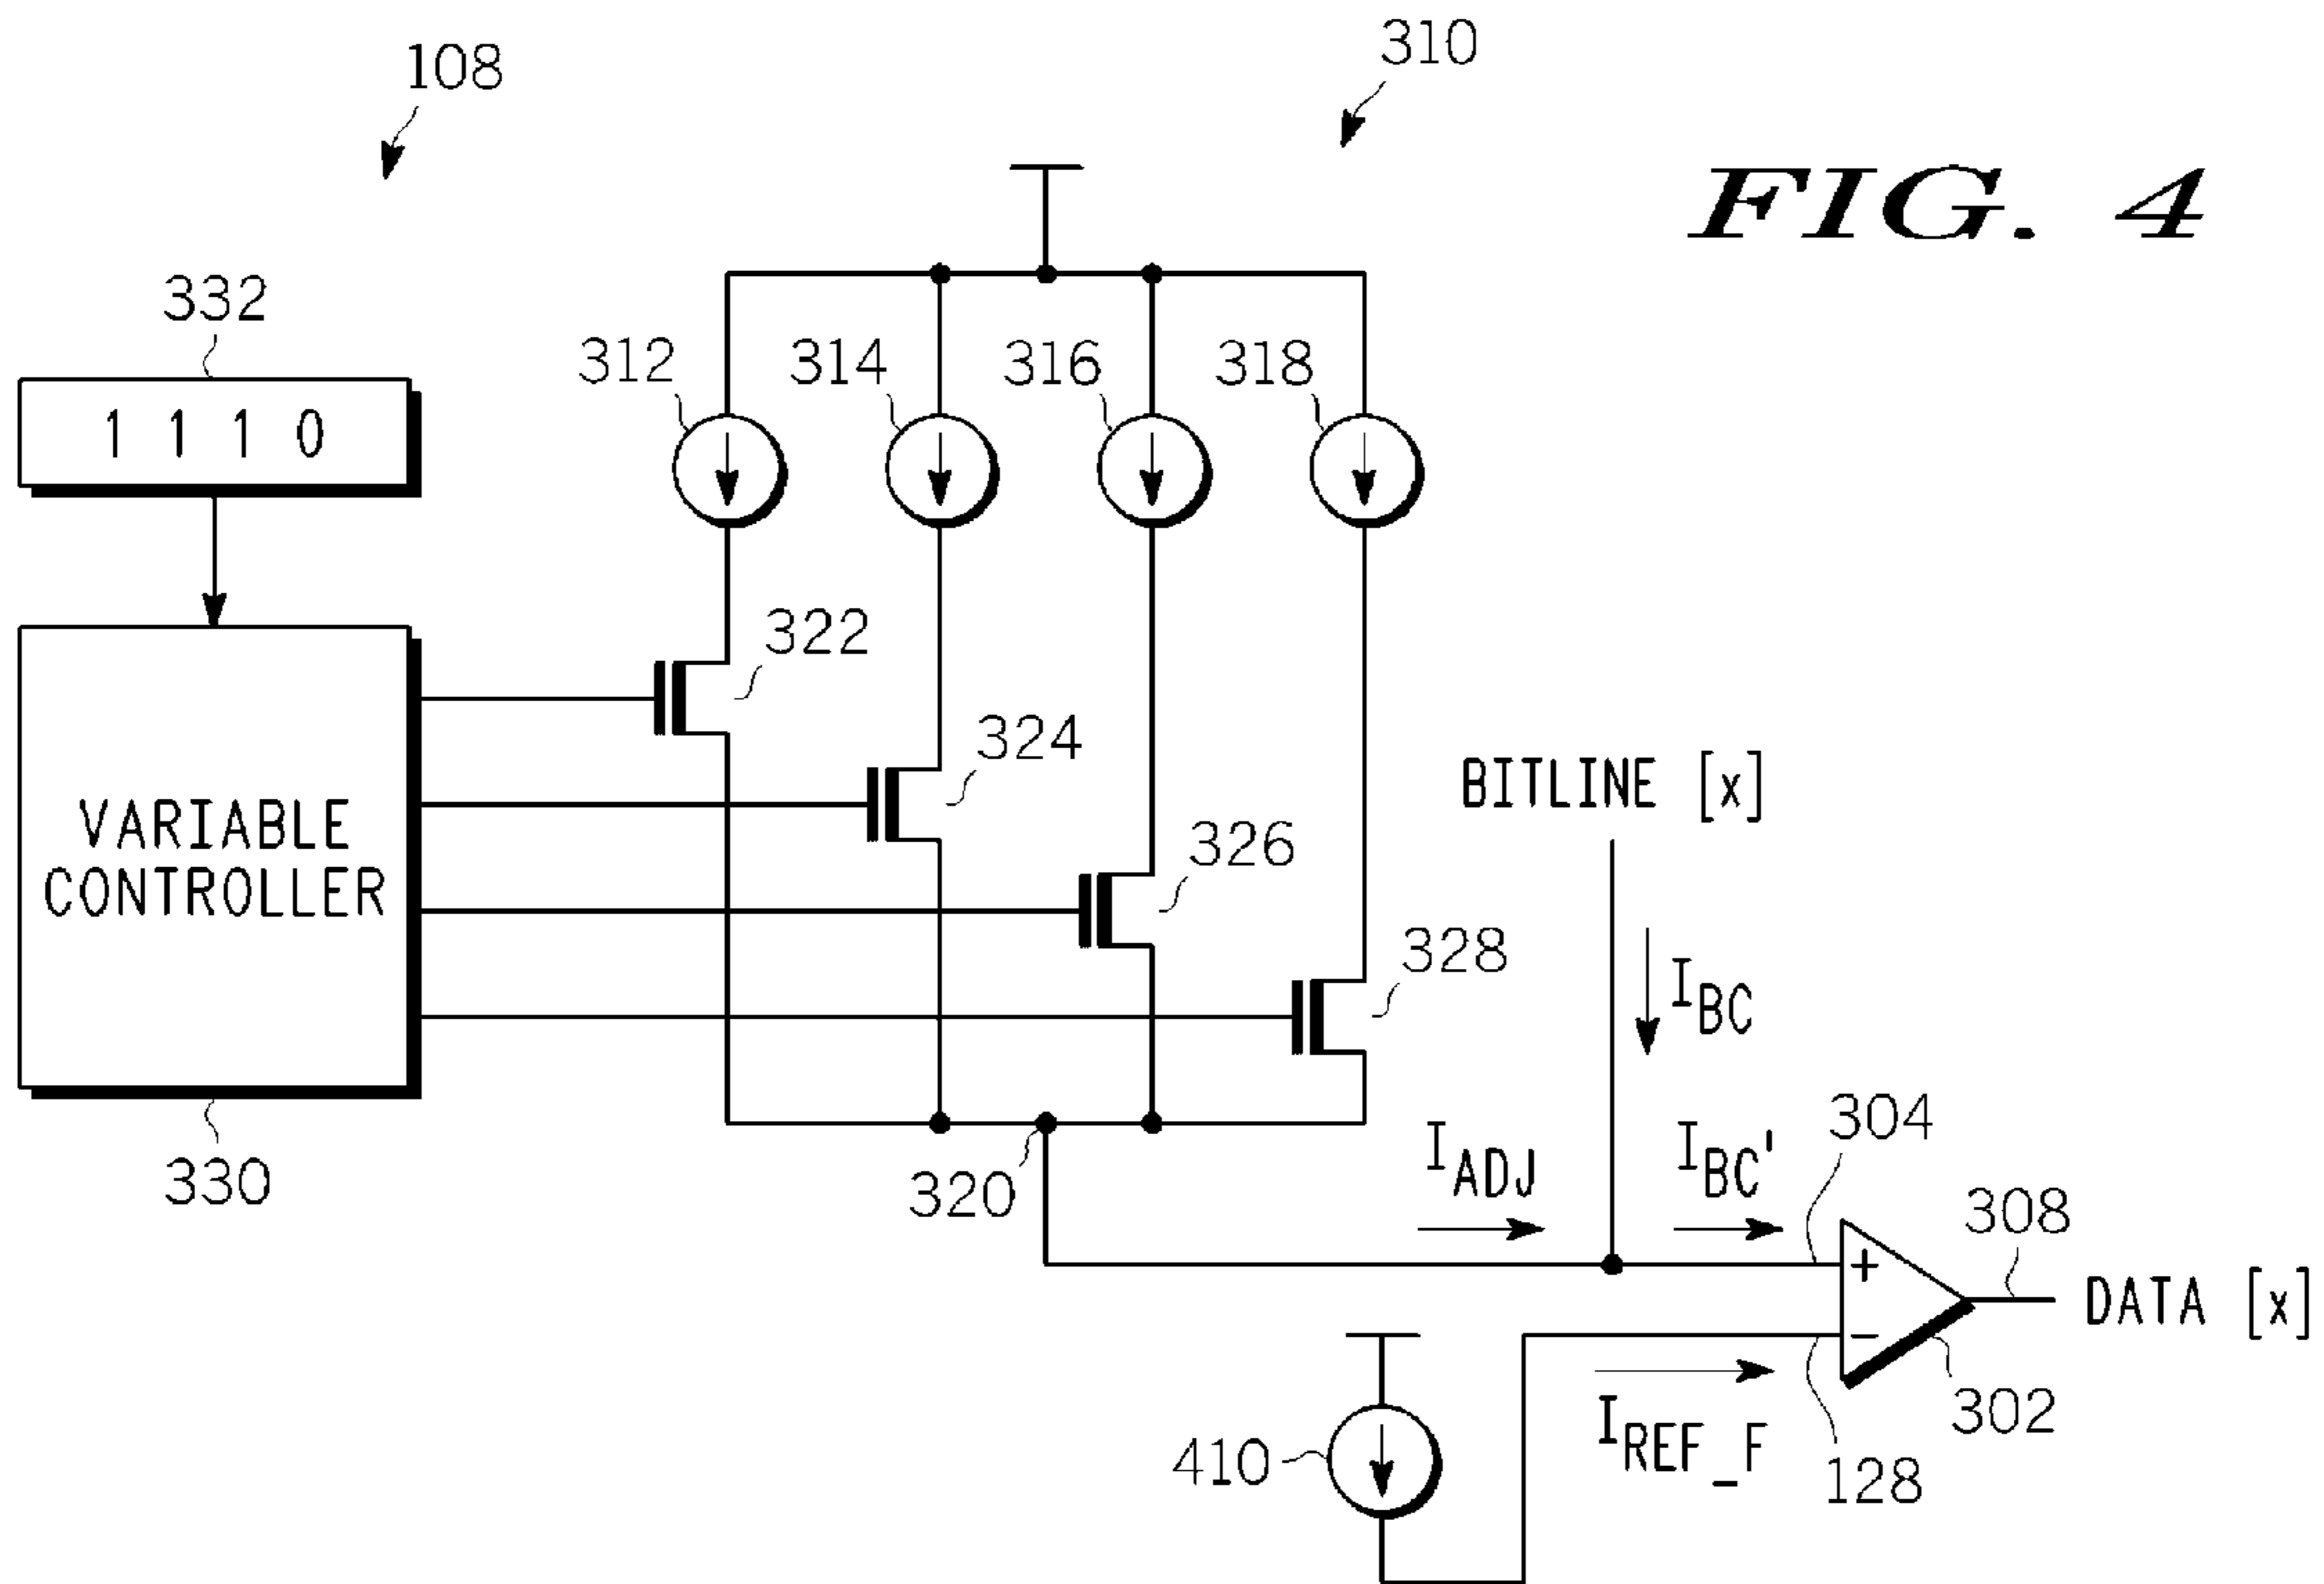 108
310
FIG. 4
332
1 1 1 0
312
314
316
318
322
324
326
328
VARIABLE
CONTROLLER
330
320
BITLINE [x]
I_BC
I_ADJ
I_BC'
304
308
DATA [x]
302
128
I_REF_F
410
+
−